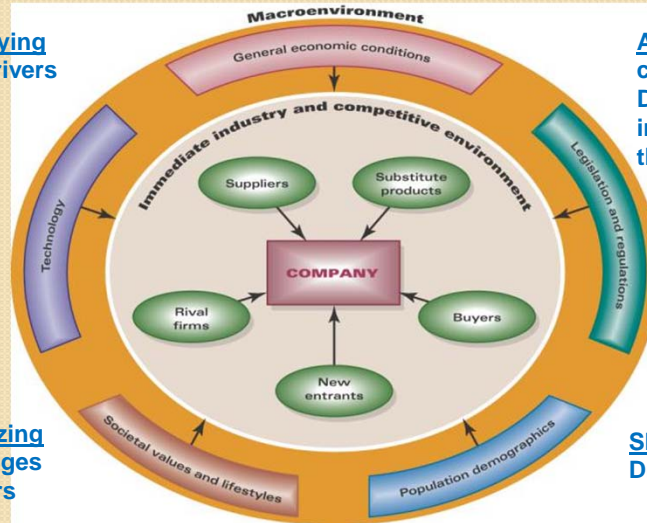 Macroenvironment
General economic conditions
Immediate industry and competitive environment
Technology
Legislation and regulations
Suppliers
Substitute
products
COMPANY
Rival
firms
Buyers
New
entrants
Societal values and lifestyles
Population demographics